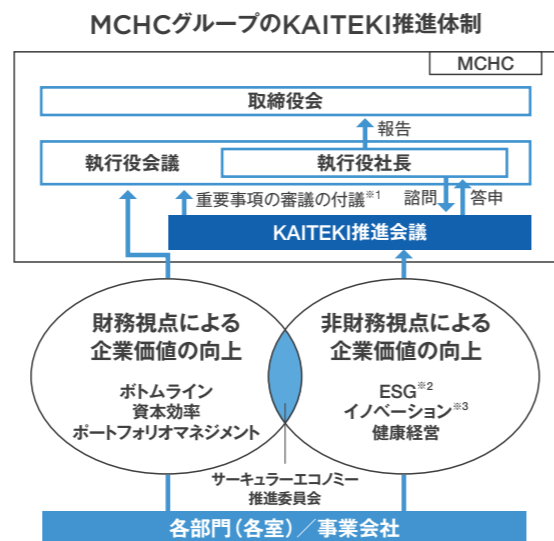 MCHCグループのKAITEKI推進体制
MCHC
取締役会
報告
執行役会議
執行役社長
重要事項の審議の付議※1
諮問
答申
KAITEKI推進会議
財務視点による
企業価値の向上
ボトムライン
資本効率
ポートフォリオマネジメント
非財務視点による
企業価値の向上
ESG※2
イノベーション※3
健康経営
サーキュラーエコノミー
推進委員会
各部門（各室）／事業会社